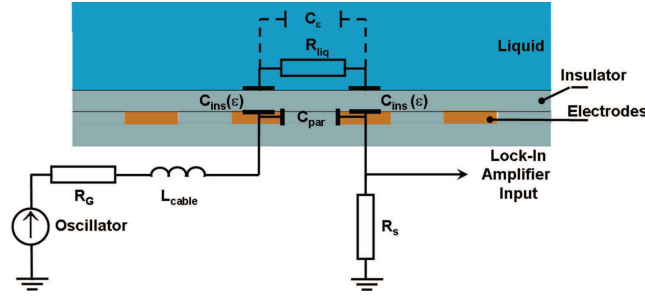 Cε
Rliq
Liquid
Insulator
Cins(ε)
Cins(ε)
Cpar
Electrodes
Lock-In
Amplifier
Input
RG
Lcable
Oscillator
Rs